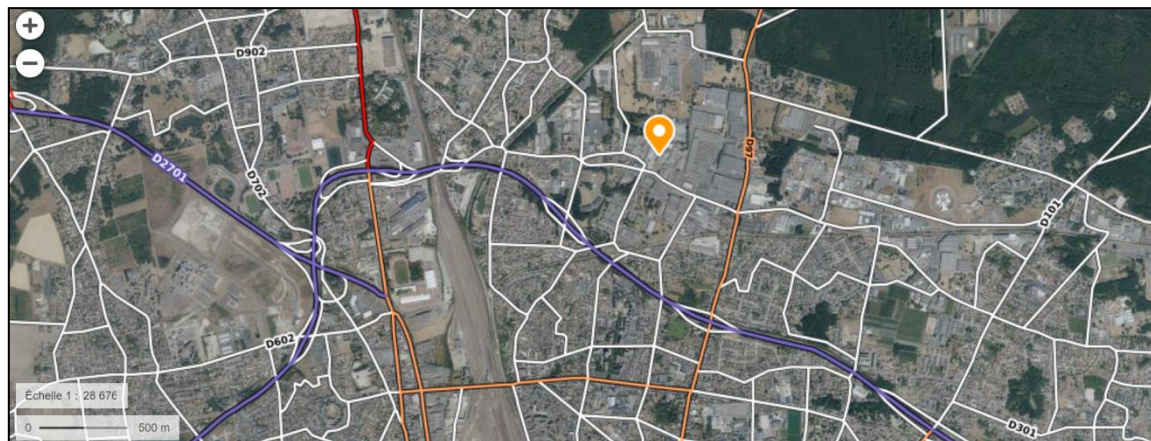 +
D902
−
D97
D2701
D702
D101
D602
Échelle 1 : 28 676
0 500 m
D301